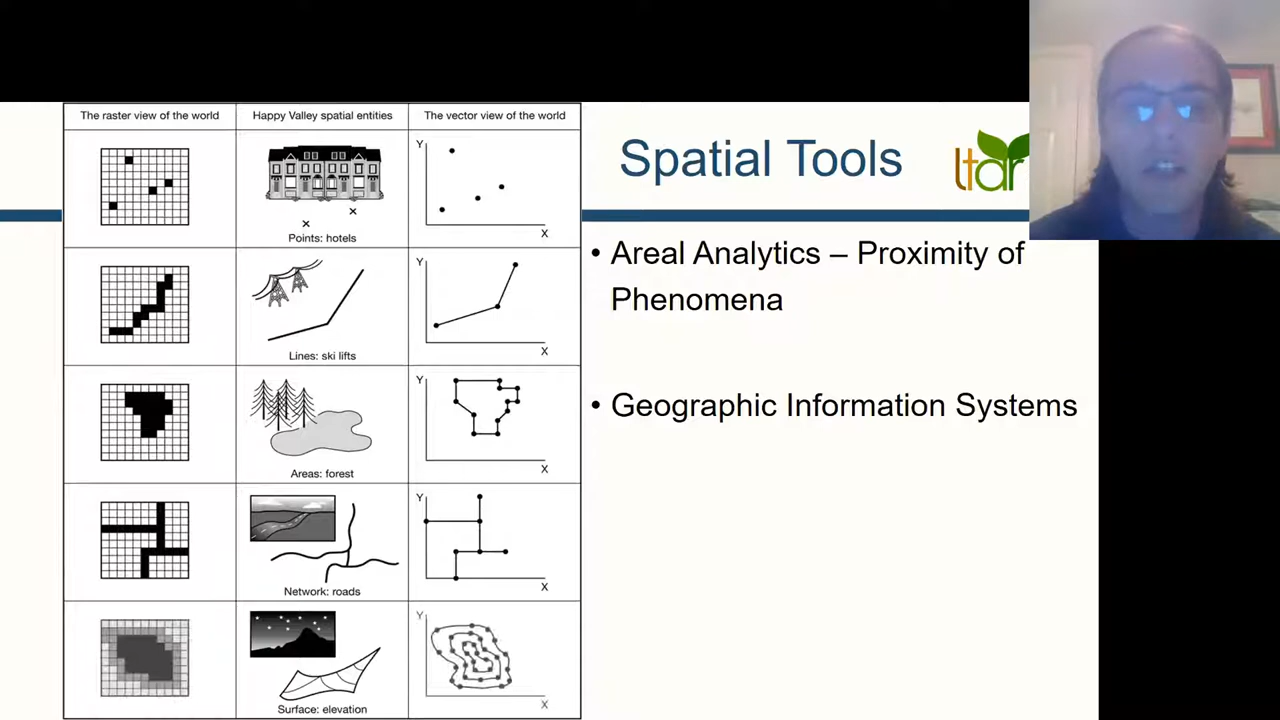 The raster view of the world
Happy Valley spatial entities
The vector view of the world
Y
X
Points: hotels
Y
X
Lines: ski lifts
Y
X
Areas: forest
Y
X
Network: roads
Y
X
Surface: elevation
Spatial Tools
ltar
• Areal Analytics – Proximity of
Phenomena
• Geographic Information Systems